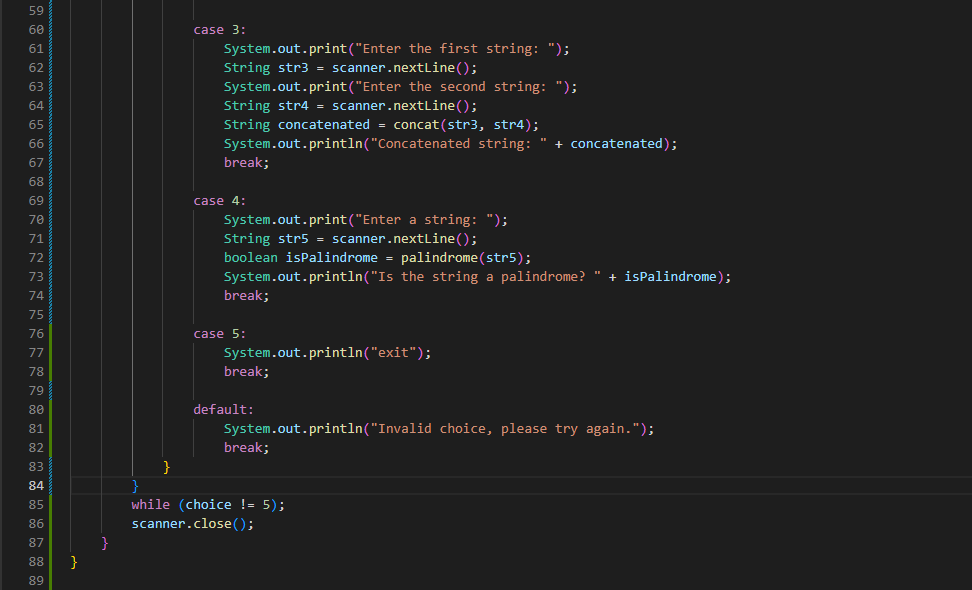 59
60 case 3:
61 System.out.print("Enter the first string: ");
62 String str3 = scanner.nextLine();
63 System.out.print("Enter the second string: ");
64 String str4 = scanner.nextLine();
65 String concatenated = concat(str3, str4);
66 System.out.println("Concatenated string: " + concatenated);
67 break;
68
69 case 4:
70 System.out.print("Enter a string: ");
71 String str5 = scanner.nextLine();
72 boolean isPalindrome = palindrome(str5);
73 System.out.println("Is the string a palindrome? " + isPalindrome);
74 break;
75
76 case 5:
77 System.out.println("exit");
78 break;
79
80 default:
81 System.out.println("Invalid choice, please try again.");
82 break;
83 }
84 }
85 while (choice != 5);
86 scanner.close();
87 }
88 }
89